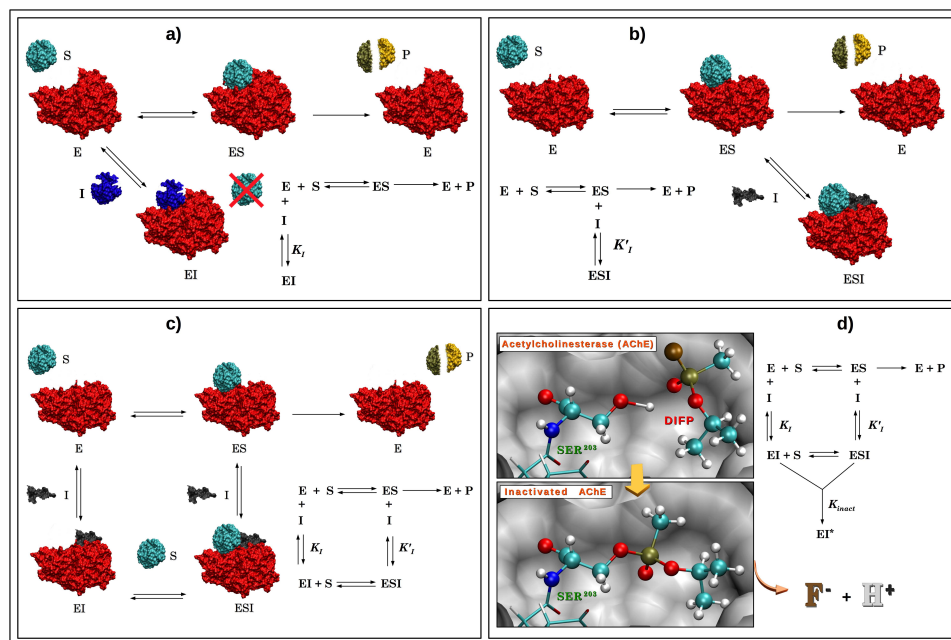 a)
S
P
E
ES
E
I
EI
E + S ES E + P
+
I
K_I
EI
b)
S
P
E
ES
E
I
ESI
E + S ES E + P
+
I
K'_I
ESI
c)
S
P
E
ES
E
I
I
S
EI
ESI
E + S ES E + P
+ +
I I
K_I K'_I
EI + S ESI
d)
Acetylcholinesterase (AChE)
DIFP
SER²⁰³
Inactivated AChE
SER²⁰³
E + S ES E + P
+ +
I I
K_I K'_I
EI + S ESI
K_inact
EI*
F⁻ + H⁺